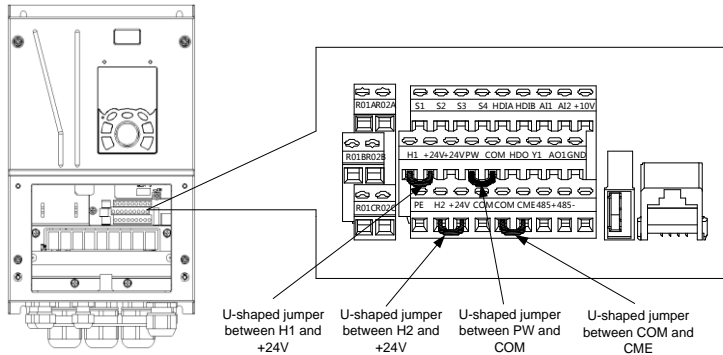 R01A R02A
S1 S2 S3 S4 HDIA HDIB AI1 AI2 +10V
R01B R02B
H1 +24V +24V PW COM HDO Y1 AO1 GND
R01C R02C
PE H2 +24V COM COM CME 485+ 485-
U-shaped jumper
between H1 and
+24V
U-shaped jumper
between H2 and
+24V
U-shaped jumper
between PW and
COM
U-shaped jumper
between COM and
CME